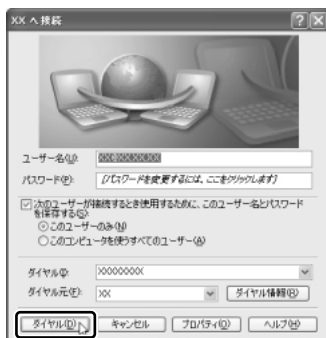 XX へ接続
ユーザー名(U):
パスワード(P): [パスワードを変更するには、ここをクリックします]
次のユーザーが接続するとき使用するために、このユーザー名とパスワード
を保存する(S):
このユーザーのみ(N)
このコンピュータを使うすべてのユーザー(A)
ダイヤル(I): XXXXXXXX
ダイヤル元(F): XX ダイヤル情報(R)
ダイヤル(D) キャンセル プロパティ(O) ヘルプ(H)